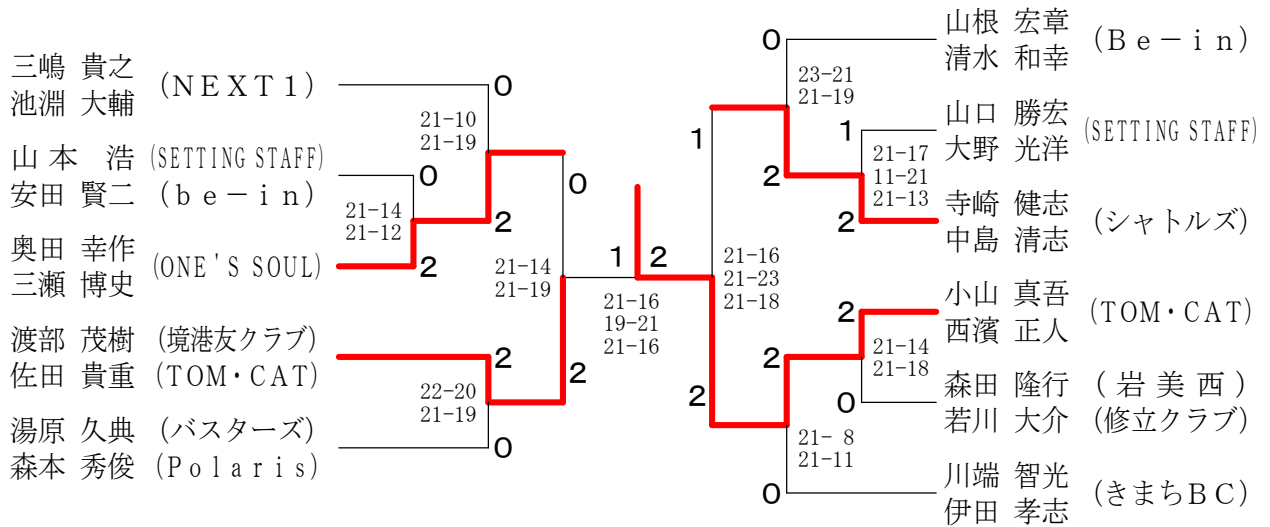 三嶋 貴之
池淵 大輔
(NEXT1)
0
21-10
21-19
山本 浩 (SETTING STAFF)
安田 賢二 (be-in)
0
21-14
21-12
2
奥田 幸作
三瀬 博史
(ONE'S SOUL)
2
0
21-14
21-19
渡部 茂樹 (境港友クラブ)
佐田 貴重 (TOM・CAT)
2
22-20
21-19
2
湯原 久典 (バスターズ)
森本 秀俊 (Polaris)
0
1 2
21-16
19-21
21-16
山根 宏章
清水 和幸
(Be-in)
0
23-21
21-19
1
山口 勝宏
大野 光洋
(SETTING STAFF)
1
21-17
11-21
21-13
2
寺崎 健志
中島 清志
(シャトルズ)
2
21-16
21-23
21-18
小山 真吾
西濱 正人
(TOM・CAT)
2
21-14
21-18
2
森田 隆行 (岩美西)
若川 大介 (修立クラブ)
0
2
21- 8
21-11
川端 智光
伊田 孝志
(きまちBC)
0